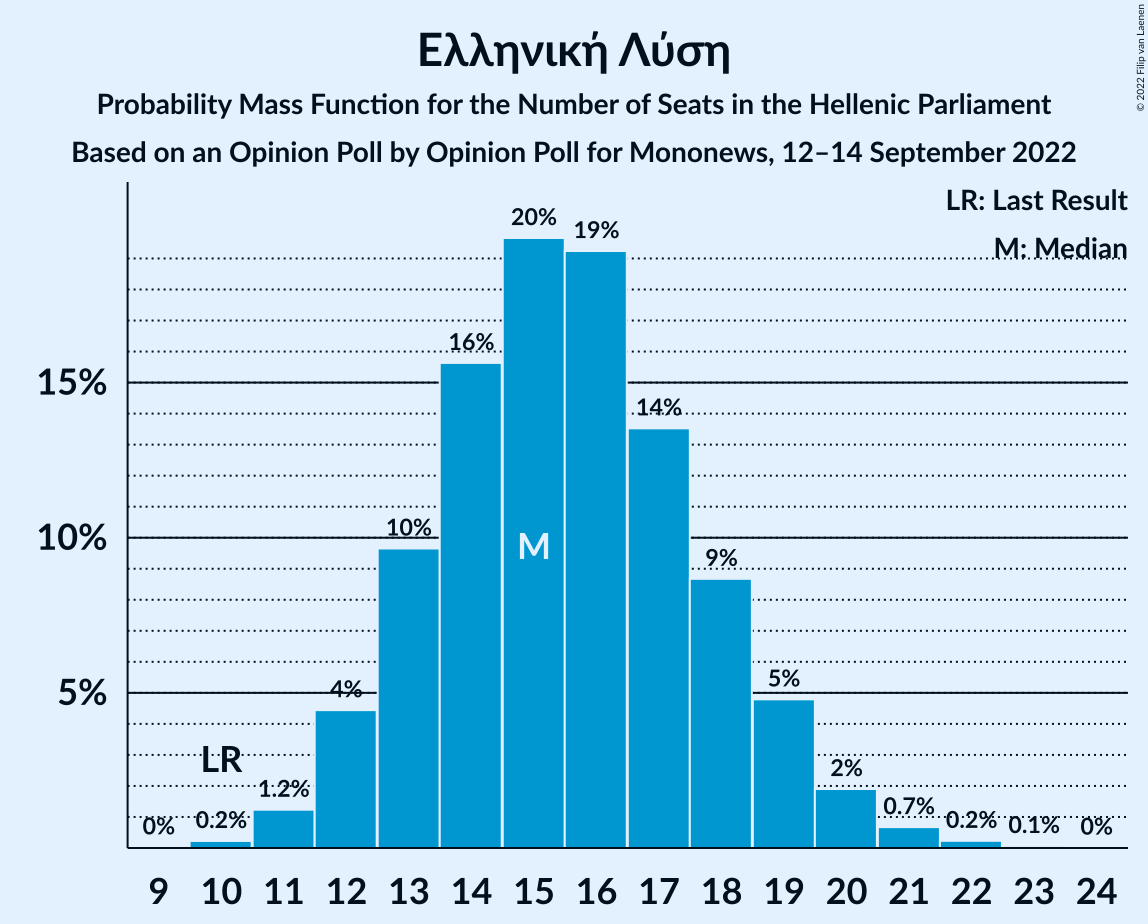 Ελληνική Λύση
Probability Mass Function for the Number of Seats in the Hellenic Parliament
Based on an Opinion Poll by Opinion Poll for Mononews, 12–14 September 2022
© 2022 Filip van Laenen
LR: Last Result
M: Median
20%
19%
16%
15%
14%
10%
10%
M
9%
5%
4%
5%
LR
2%
1.2%
0.7%
0%
0.2%
0.2%
0.1%
0%
9 10 11 12 13 14 15 16 17 18 19 20 21 22 23 24